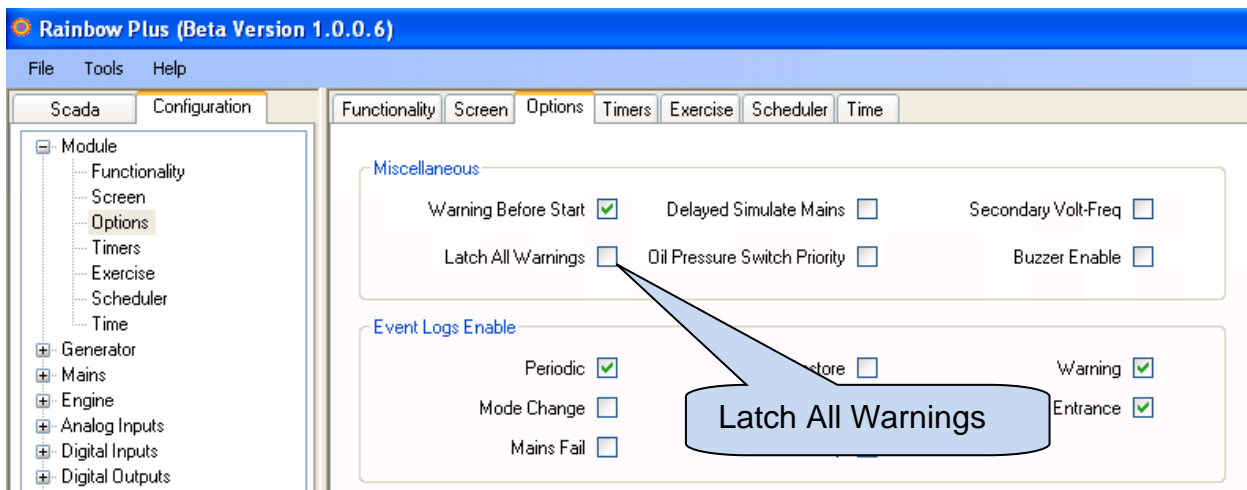 Rainbow Plus (Beta Version 1.0.0.6)
File Tools Help
Scada Configuration
Functionality Screen Options Timers Exercise Scheduler Time
Module
Functionality
Screen
Options
Timers
Exercise
Scheduler
Time
Generator
Mains
Engine
Analog Inputs
Digital Inputs
Digital Outputs
Miscellaneous
Warning Before Start Delayed Simulate Mains Secondary Volt-Freq
Latch All Warnings Oil Pressure Switch Priority Buzzer Enable
Event Logs Enable
Periodic Warning
Mode Change Entrance
Mains Fail
Latch All Warnings